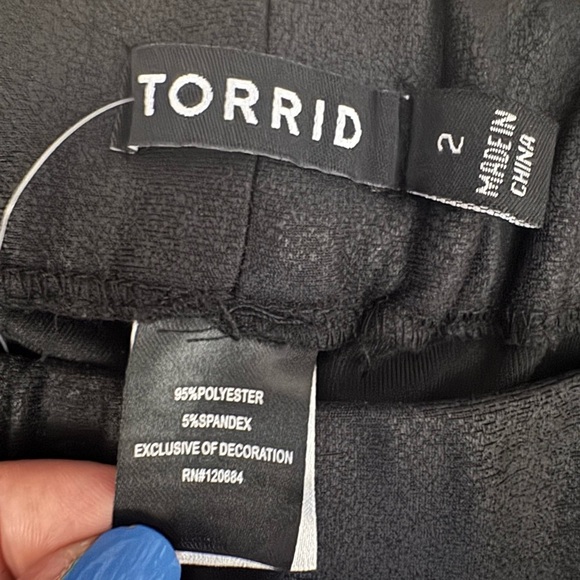 TORRID
2
MADE IN
CHINA
95%POLYESTER
5%SPANDEX
EXCLUSIVE OF DECORATION
RN#120684